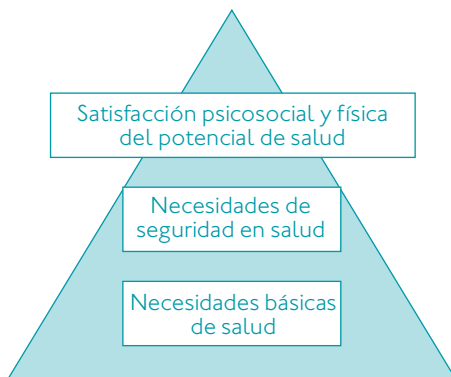 Satisfacción psicosocial y física
del potencial de salud
Necesidades de
seguridad en salud
Necesidades básicas
de salud